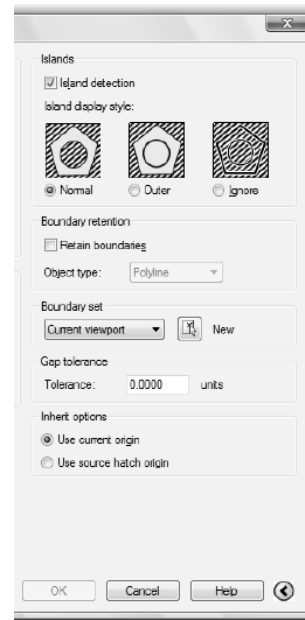 Islands
Island detection
Island display style:
Normal Outer Ignore
Boundary retention
Retain boundaries
Object type: Polyline
Boundary set
Current viewport New
Gap tolerance
Tolerance: 0.0000 units
Inherit options
Use current origin
Use source hatch origin
OK Cancel Help